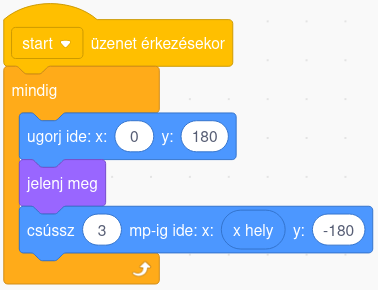 start üzenet érkezésekor
mindig
ugorj ide: x: 0 y: 180
jelenj meg
csússz 3 mp-ig ide: x: x hely y: -180